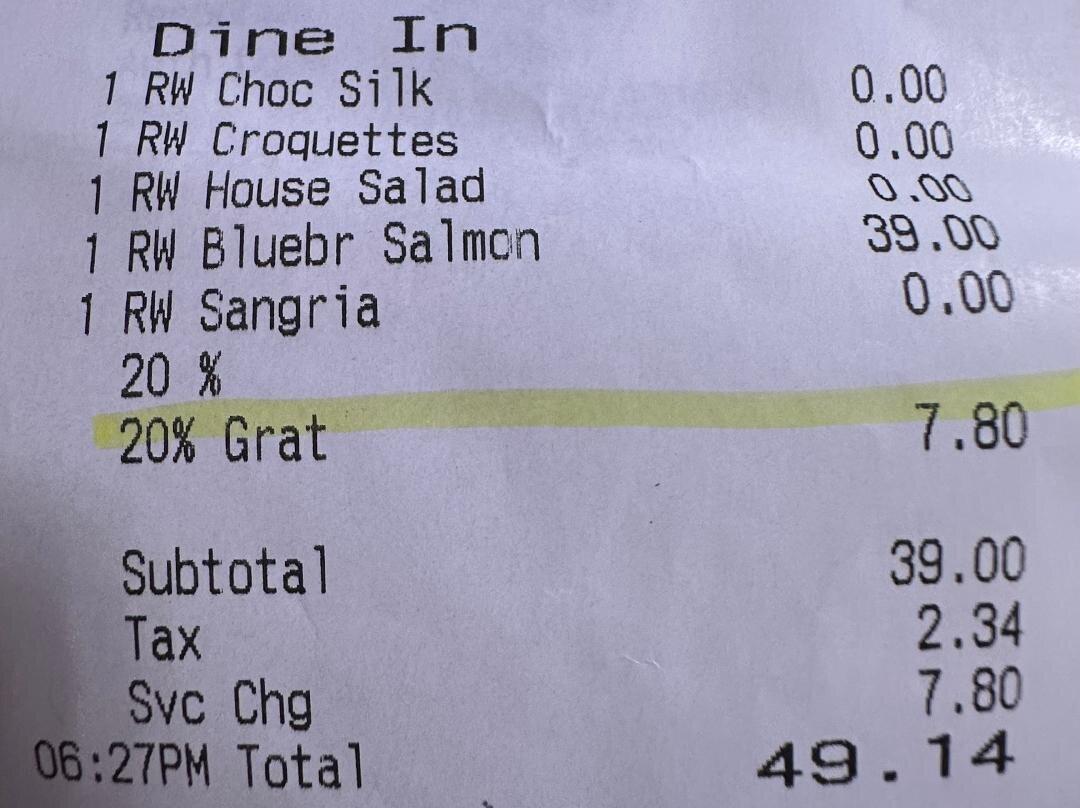 Dine In
1 RW Choc Silk 0.00
1 RW Croquettes 0.00
1 RW House Salad 0.00
1 RW Bluebr Salmon 39.00
1 RW Sangria 0.00
20 %
20% Grat 7.80
Subtotal 39.00
Tax 2.34
Svc Chg 7.80
06:27PM Total 49.14